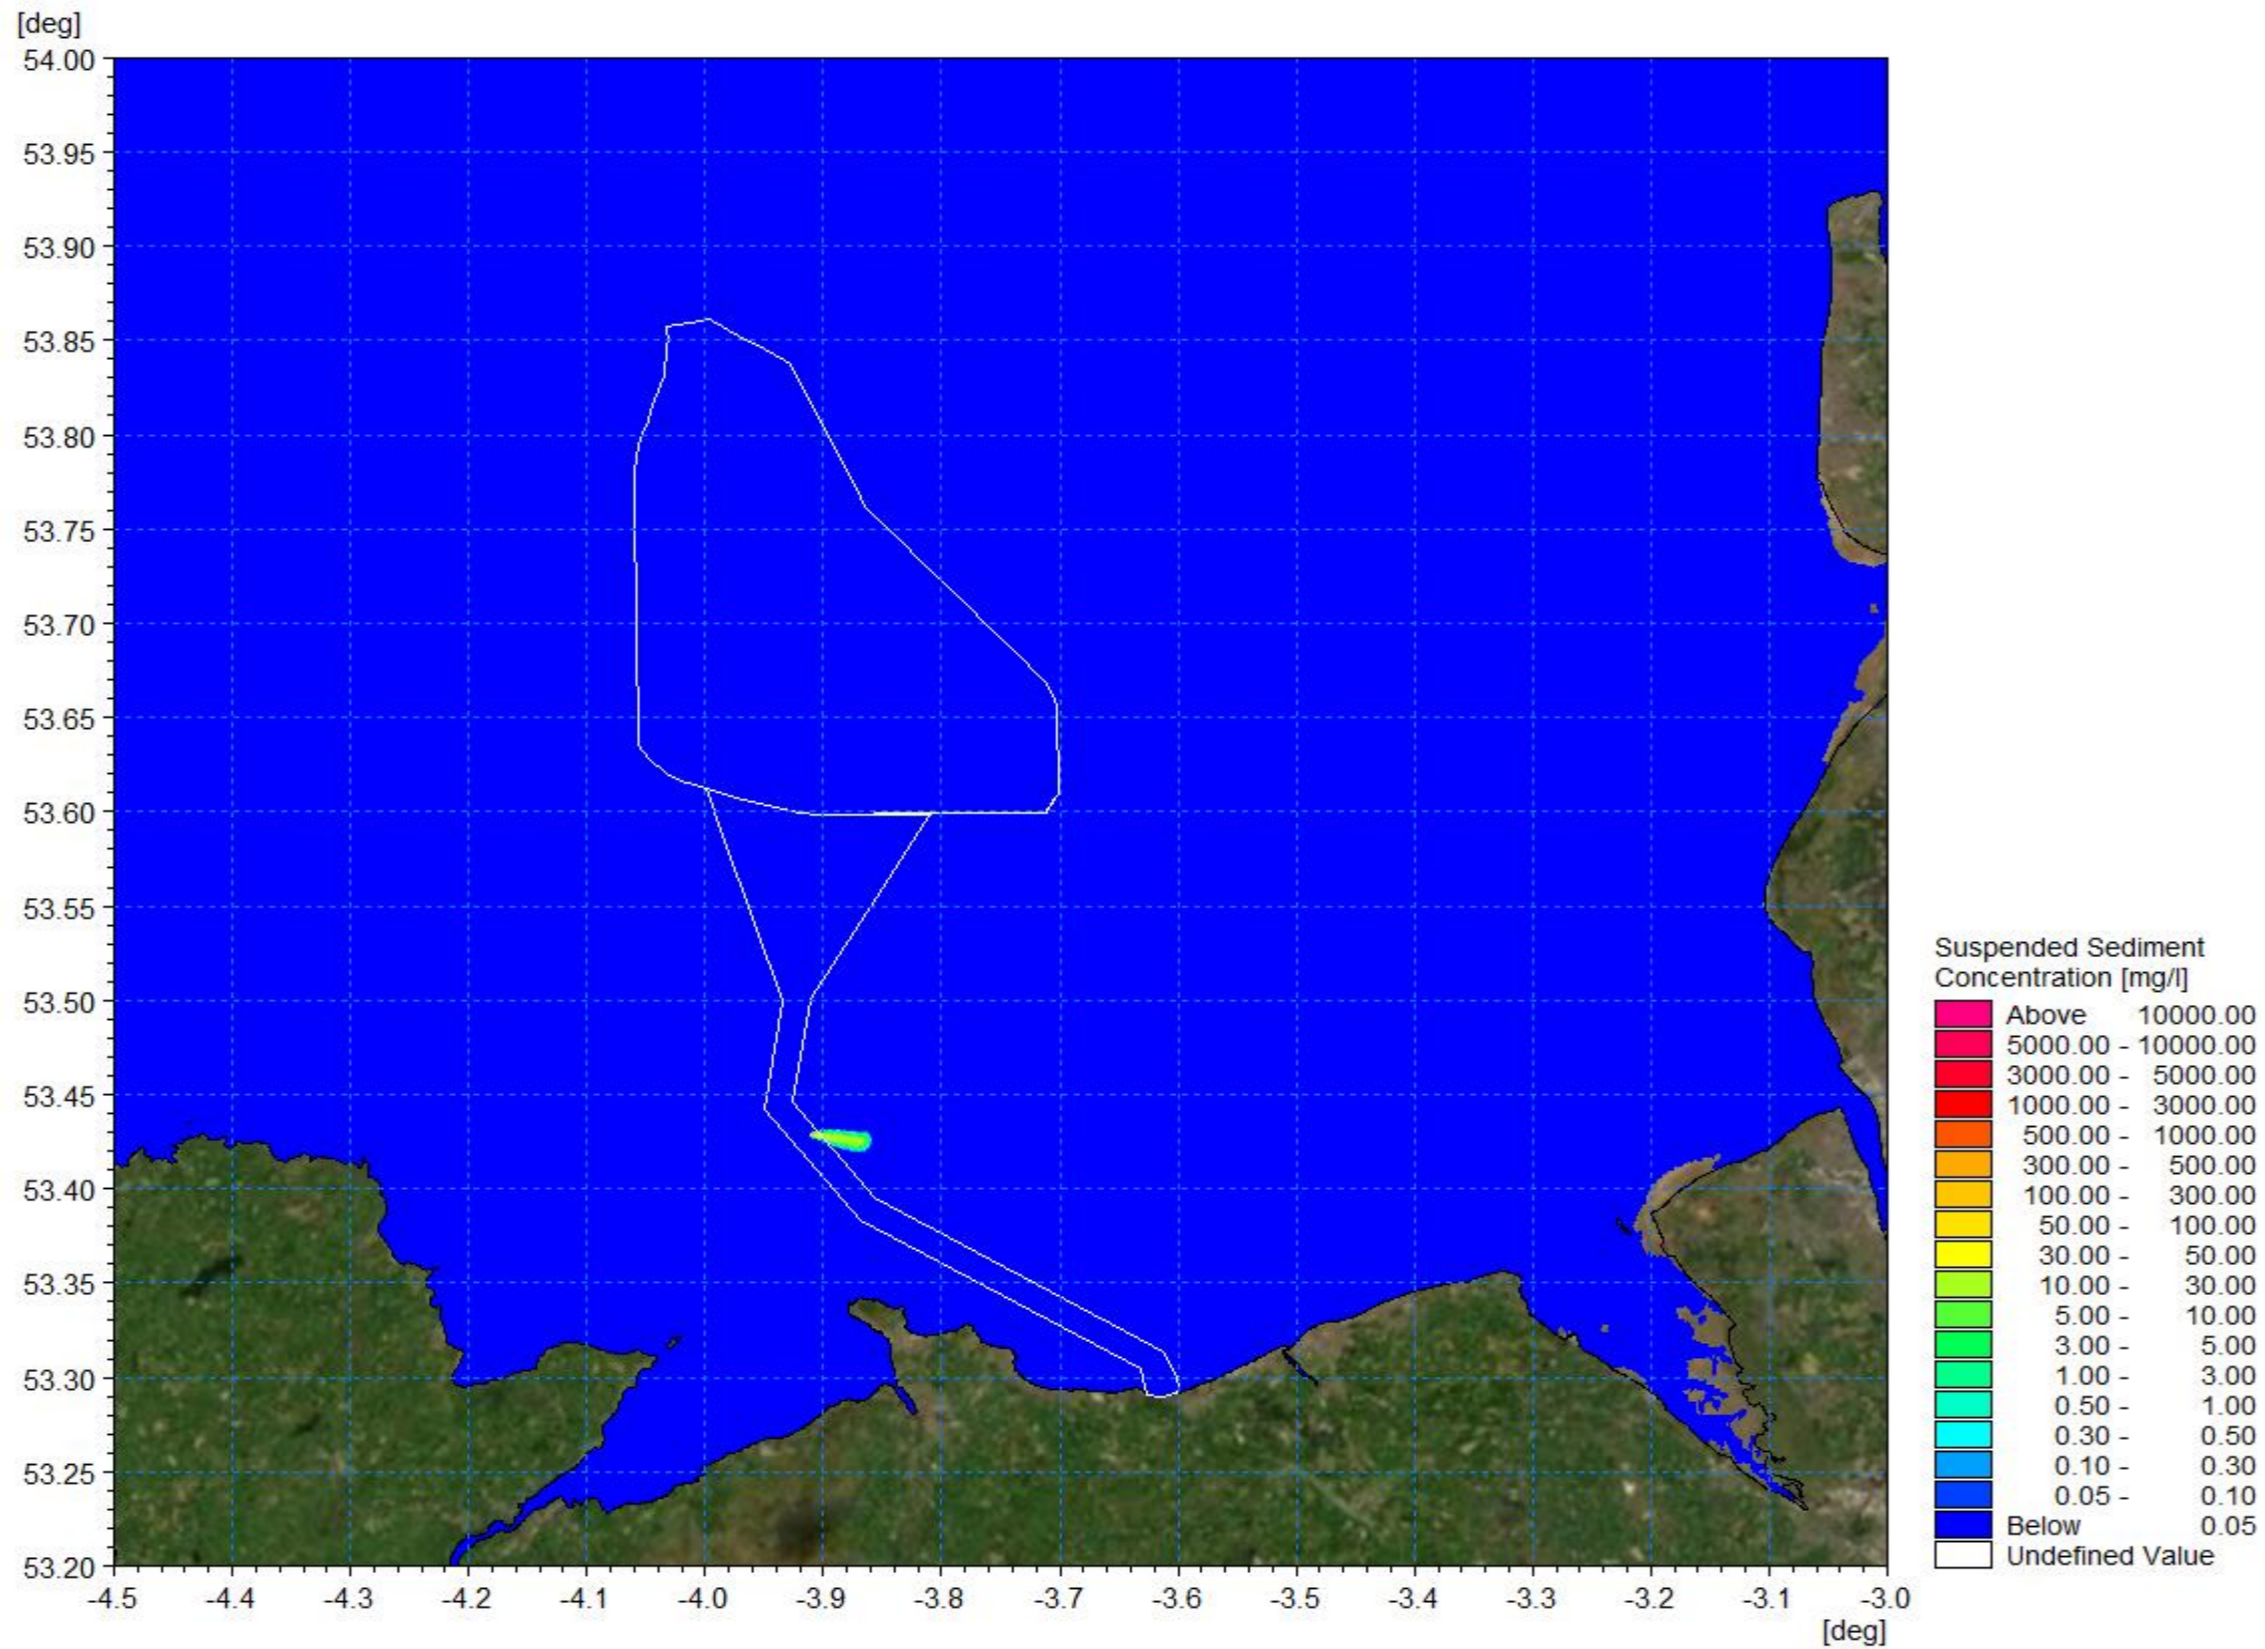 [deg]
54.00
53.95
53.90
53.85
53.80
53.75
53.70
53.65
53.60
53.55
53.50
53.45
53.40
53.35
53.30
53.25
53.20
-4.5 -4.4 -4.3 -4.2 -4.1 -4.0 -3.9 -3.8 -3.7 -3.6 -3.5 -3.4 -3.3 -3.2 -3.1 -3.0
[deg]
Suspended Sediment
Concentration [mg/l]
Above 10000.00
5000.00 - 10000.00
3000.00 - 5000.00
1000.00 - 3000.00
500.00 - 1000.00
300.00 - 500.00
100.00 - 300.00
50.00 - 100.00
30.00 - 50.00
10.00 - 30.00
5.00 - 10.00
3.00 - 5.00
1.00 - 3.00
0.50 - 1.00
0.30 - 0.50
0.10 - 0.30
0.05 - 0.10
Below 0.05
Undefined Value